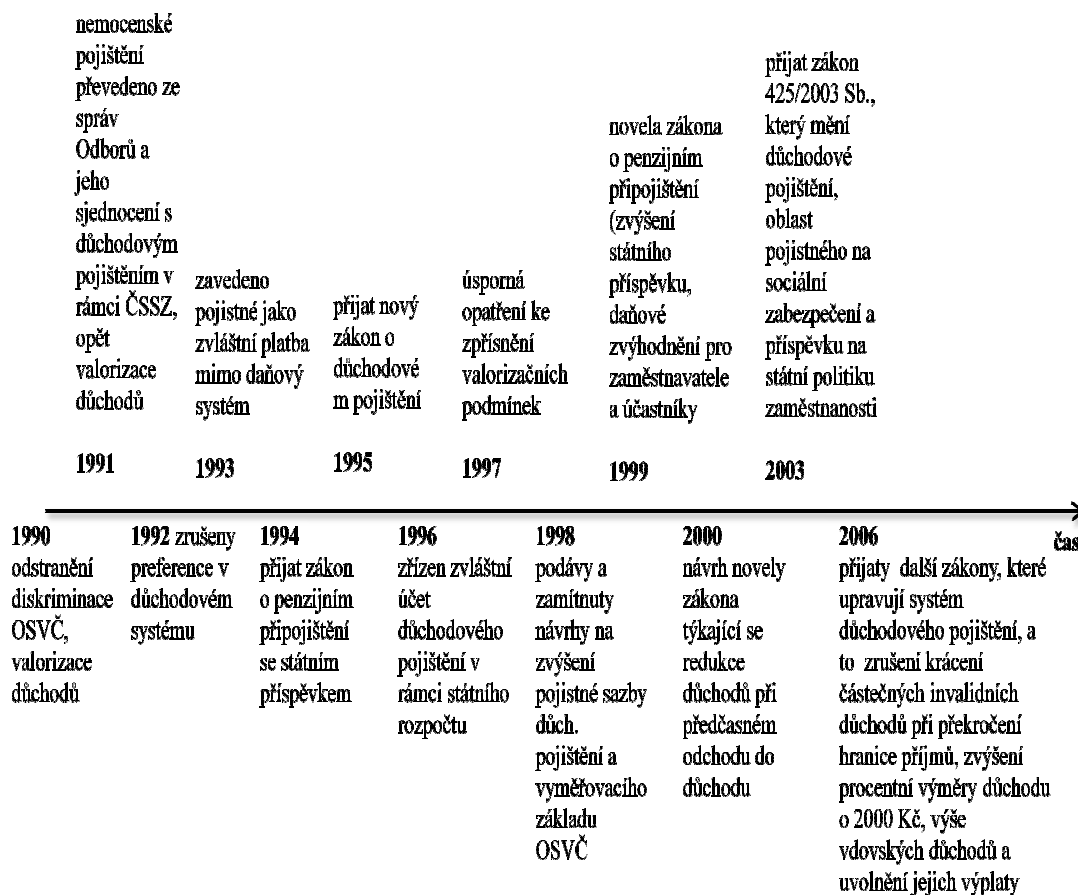 nemocenské
pojištění
převedeno ze
správ
Odborů a
jeho
sjednocení s
důchodovým
pojištěním v
rámci ČSSZ,
opět
valorizace
důchodů
1991
zavedeno
pojistné jako
zvláštní platba
mimo daňový
systém
1993
přijat nový
zákon o
důchodové
m pojištění
1995
úsporná
opatření ke
zpřísnění
valorizačních
podmínek
1997
novela zákona
o penzijním
připojištění
(zvýšení
státního
příspěvku,
daňové
zvýhodnění pro
zaměstnavatele
a účastníky
1999
přijat zákon
425/2003 Sb.,
který mění
důchodové
pojištění,
oblast
pojistného na
sociální
zabezpečení a
příspěvku na
státní politiku
zaměstnanosti
2003
1990
odstranění
diskriminace
OSVČ,
valorizace
důchodů
1992 zrušeny
preference v
důchodovém
systému
1994
přijat zákon
o penzijním
připojištění
se státním
příspěvkem
1996
zřízen zvláštní
účet
důchodového
pojištění v
rámci státního
rozpočtu
1998
podávy a
zamítnuty
návrhy na
zvýšení
pojistné sazby
důch.
pojištění a
vyměřovacího
základu
OSVČ
2000
návrh novely
zákona
týkající se
redukce
důchodů při
předčasném
odchodu do
důchodu
2006
přijaty další zákony, které
upravují systém
důchodového pojištění, a
to zrušení krácení
částečných invalidních
důchodů při překročení
hranice příjmů, zvýšení
procentní výměry důchodu
o 2000 Kč, výše
vdovských důchodů a
uvolnění jejich výplaty
čas